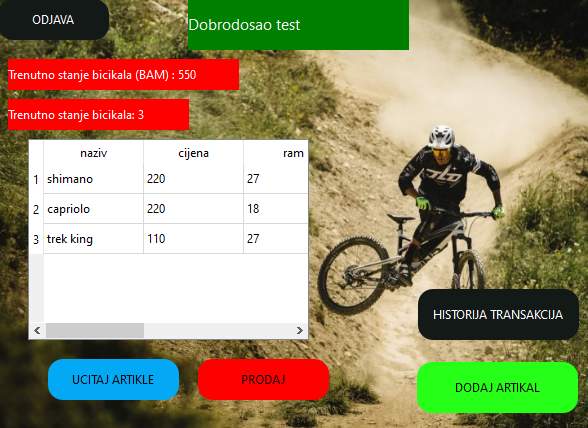 ODJAVA
Dobrodosao test
Trenutno stanje bicikala (BAM) : 550
Trenutno stanje bicikala: 3
naziv cijena ram
1 shimano 220 27
2 capriolo 220 18
3 trek king 110 27
HISTORIJA TRANSAKCIJA
UCITAJ ARTIKLE PRODAJ DODAJ ARTIKAL